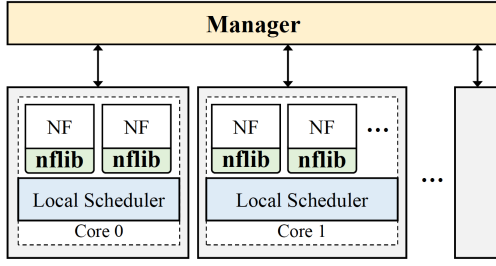 Manager
NF NF NF NF ...
nflib nflib nflib nflib
Local Scheduler Local Scheduler ...
Core 0 Core 1